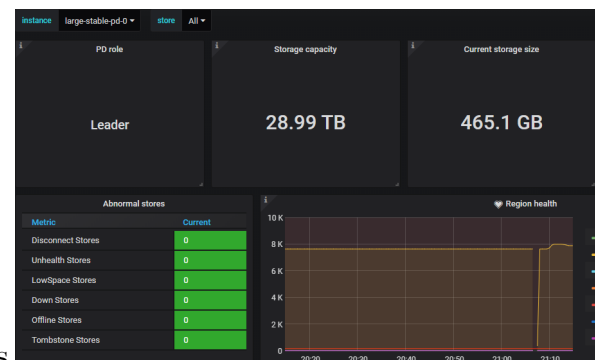 instance large-stable-pd-0 store All
PD role
Storage capacity
Current storage size
Leader
28.99 TB
465.1 GB
Abnormal stores
Metric Current
Disconnect Stores 0
Unhealth Stores 0
LowSpace Stores 0
Down Stores 0
Offline Stores 0
Tombstone Stores 0
Region health
10 K
8 K
6 K
4 K
2 K
0
20:20 20:30 20:40 20:50 21:00 21:10